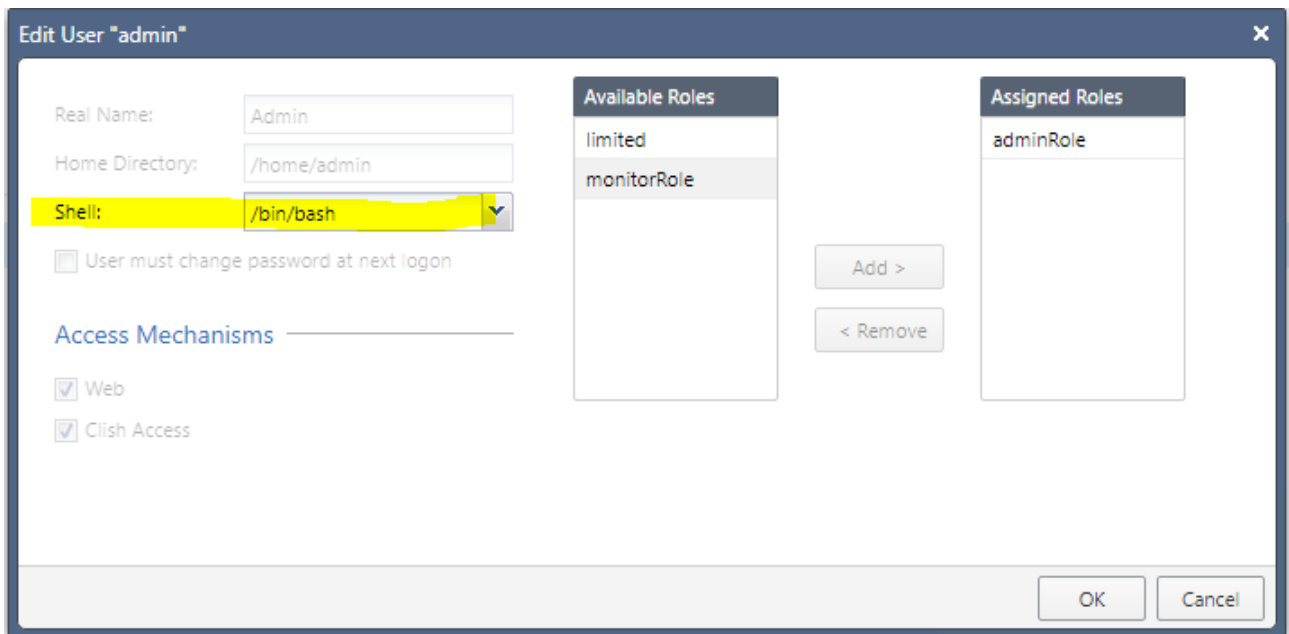 Edit User "admin"
Real Name:
Admin
Home Directory:
/home/admin
Shell:
/bin/bash
User must change password at next logon
Access Mechanisms
Web
Clish Access
Available Roles
limited
monitorRole
Add >
< Remove
Assigned Roles
adminRole
OK
Cancel